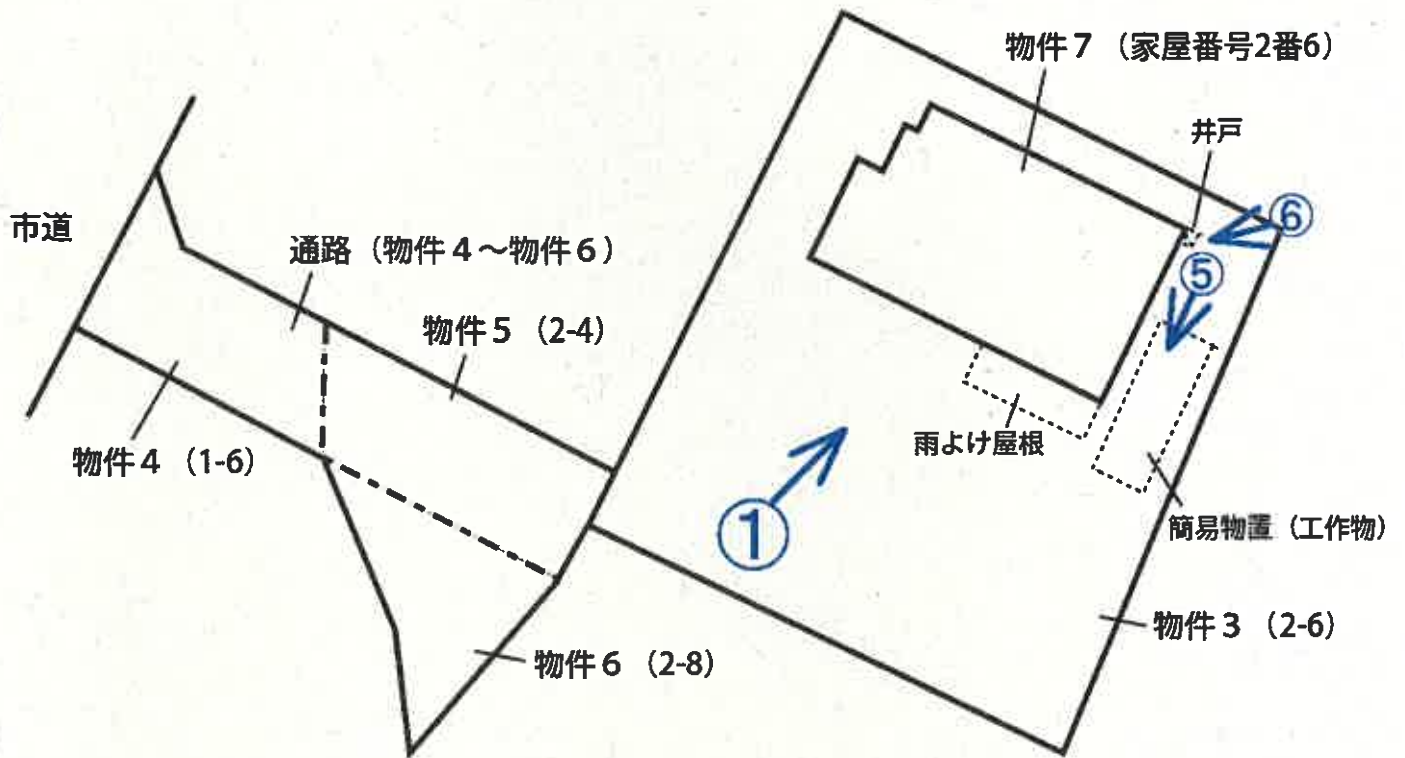 物件7 （家屋番号2番6）
井戸
⑥
市道
通路（物件4～物件6）
⑤
物件5 （2-4）
雨よけ屋根
物件4 （1-6）
①
簡易物置（工作物）
物件3 （2-6）
物件6 （2-8）